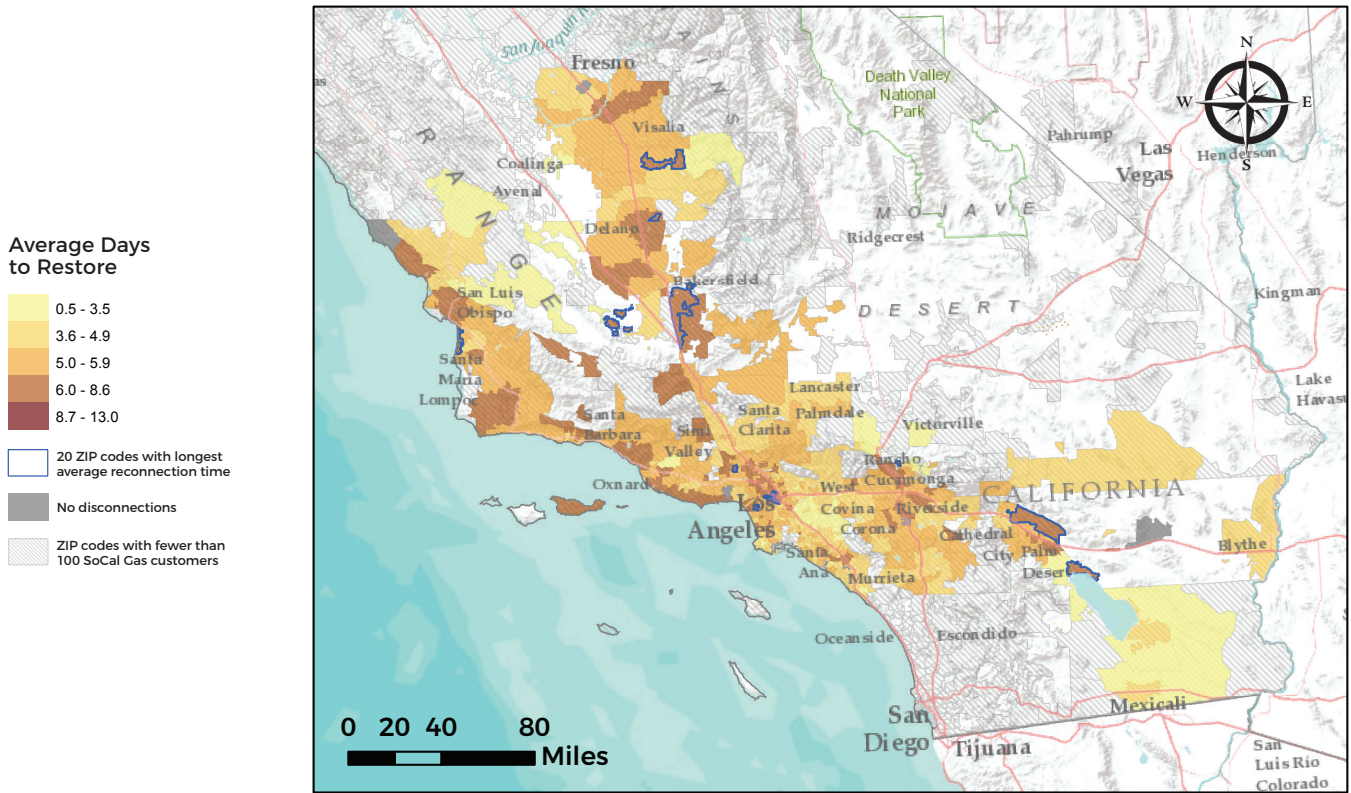 Average Days
to Restore
0.5 - 3.5
3.6 - 4.9
5.0 - 5.9
6.0 - 8.6
8.7 - 13.0
20 ZIP codes with longest
average reconnection time
No disconnections
ZIP codes with fewer than
100 SoCal Gas customers
San Joaquin
Fresno
Death Valley
National
Park
N
W
E
S
Visalia
Pahrump
Las
Vegas
Henderson
Coalinga
Avenal
RANGE
MOJAVE
DESERT
Ridgecrest
Delano
Bakersfield
Kingman
San Luis
Obispo
Santa
Maria
Lompoc
Lake
Lancaster
Palmdale
Santa
Clarita
Santa
Barbara
Simi
Valley
Victorville
Rancho
Cucamonga
Oxnard
West
Covina
CALIFORNIA
Los
Angeles
Riverside
Corona
Cathedral
City
Palm
Desert
Blythe
Santa
Ana
Murrieta
Oceanside
Escondido
San
Diego
Tijuana
Mexicali
San
Luis Río
Colorado
0 20 40 80
Miles